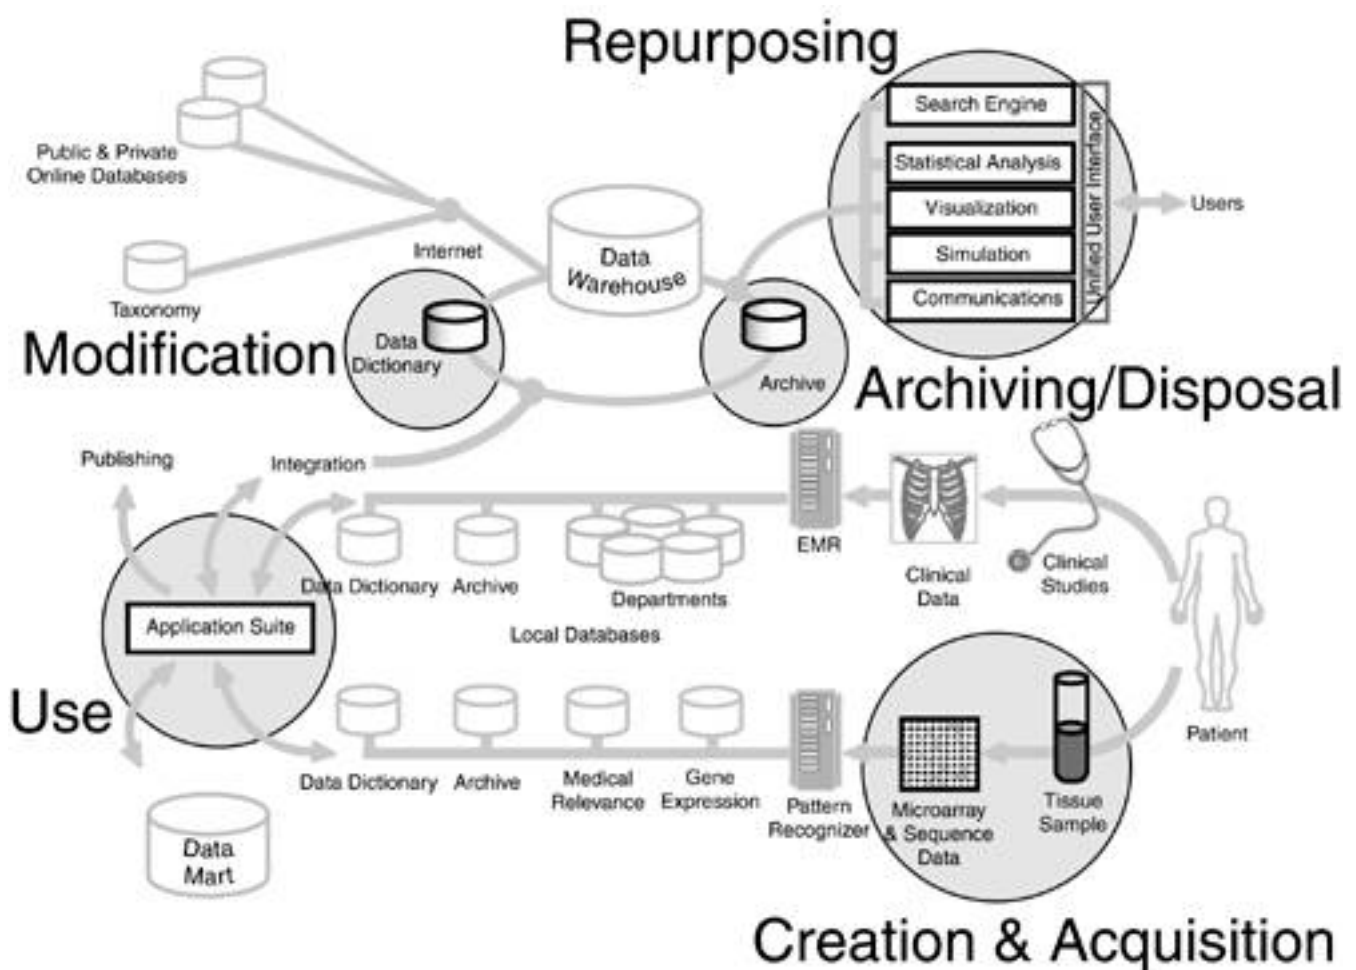 Repurposing
Search Engine
Statistical Analysis
Visualization
Simulation
Communications
Unified User Interface
Users
Public & Private
Online Databases
Internet
Data
Warehouse
Taxonomy
Modification
Data
Dictionary
Archive
Archiving/Disposal
Publishing
Integration
EMR
Clinical
Data
Clinical
Studies
Data Dictionary
Archive
Departments
Local Databases
Application Suite
Use
Patient
Data Dictionary
Archive
Medical
Relevance
Gene
Expression
Pattern
Recognizer
Microarray
& Sequence
Data
Tissue
Sample
Data
Mart
Creation & Acquisition